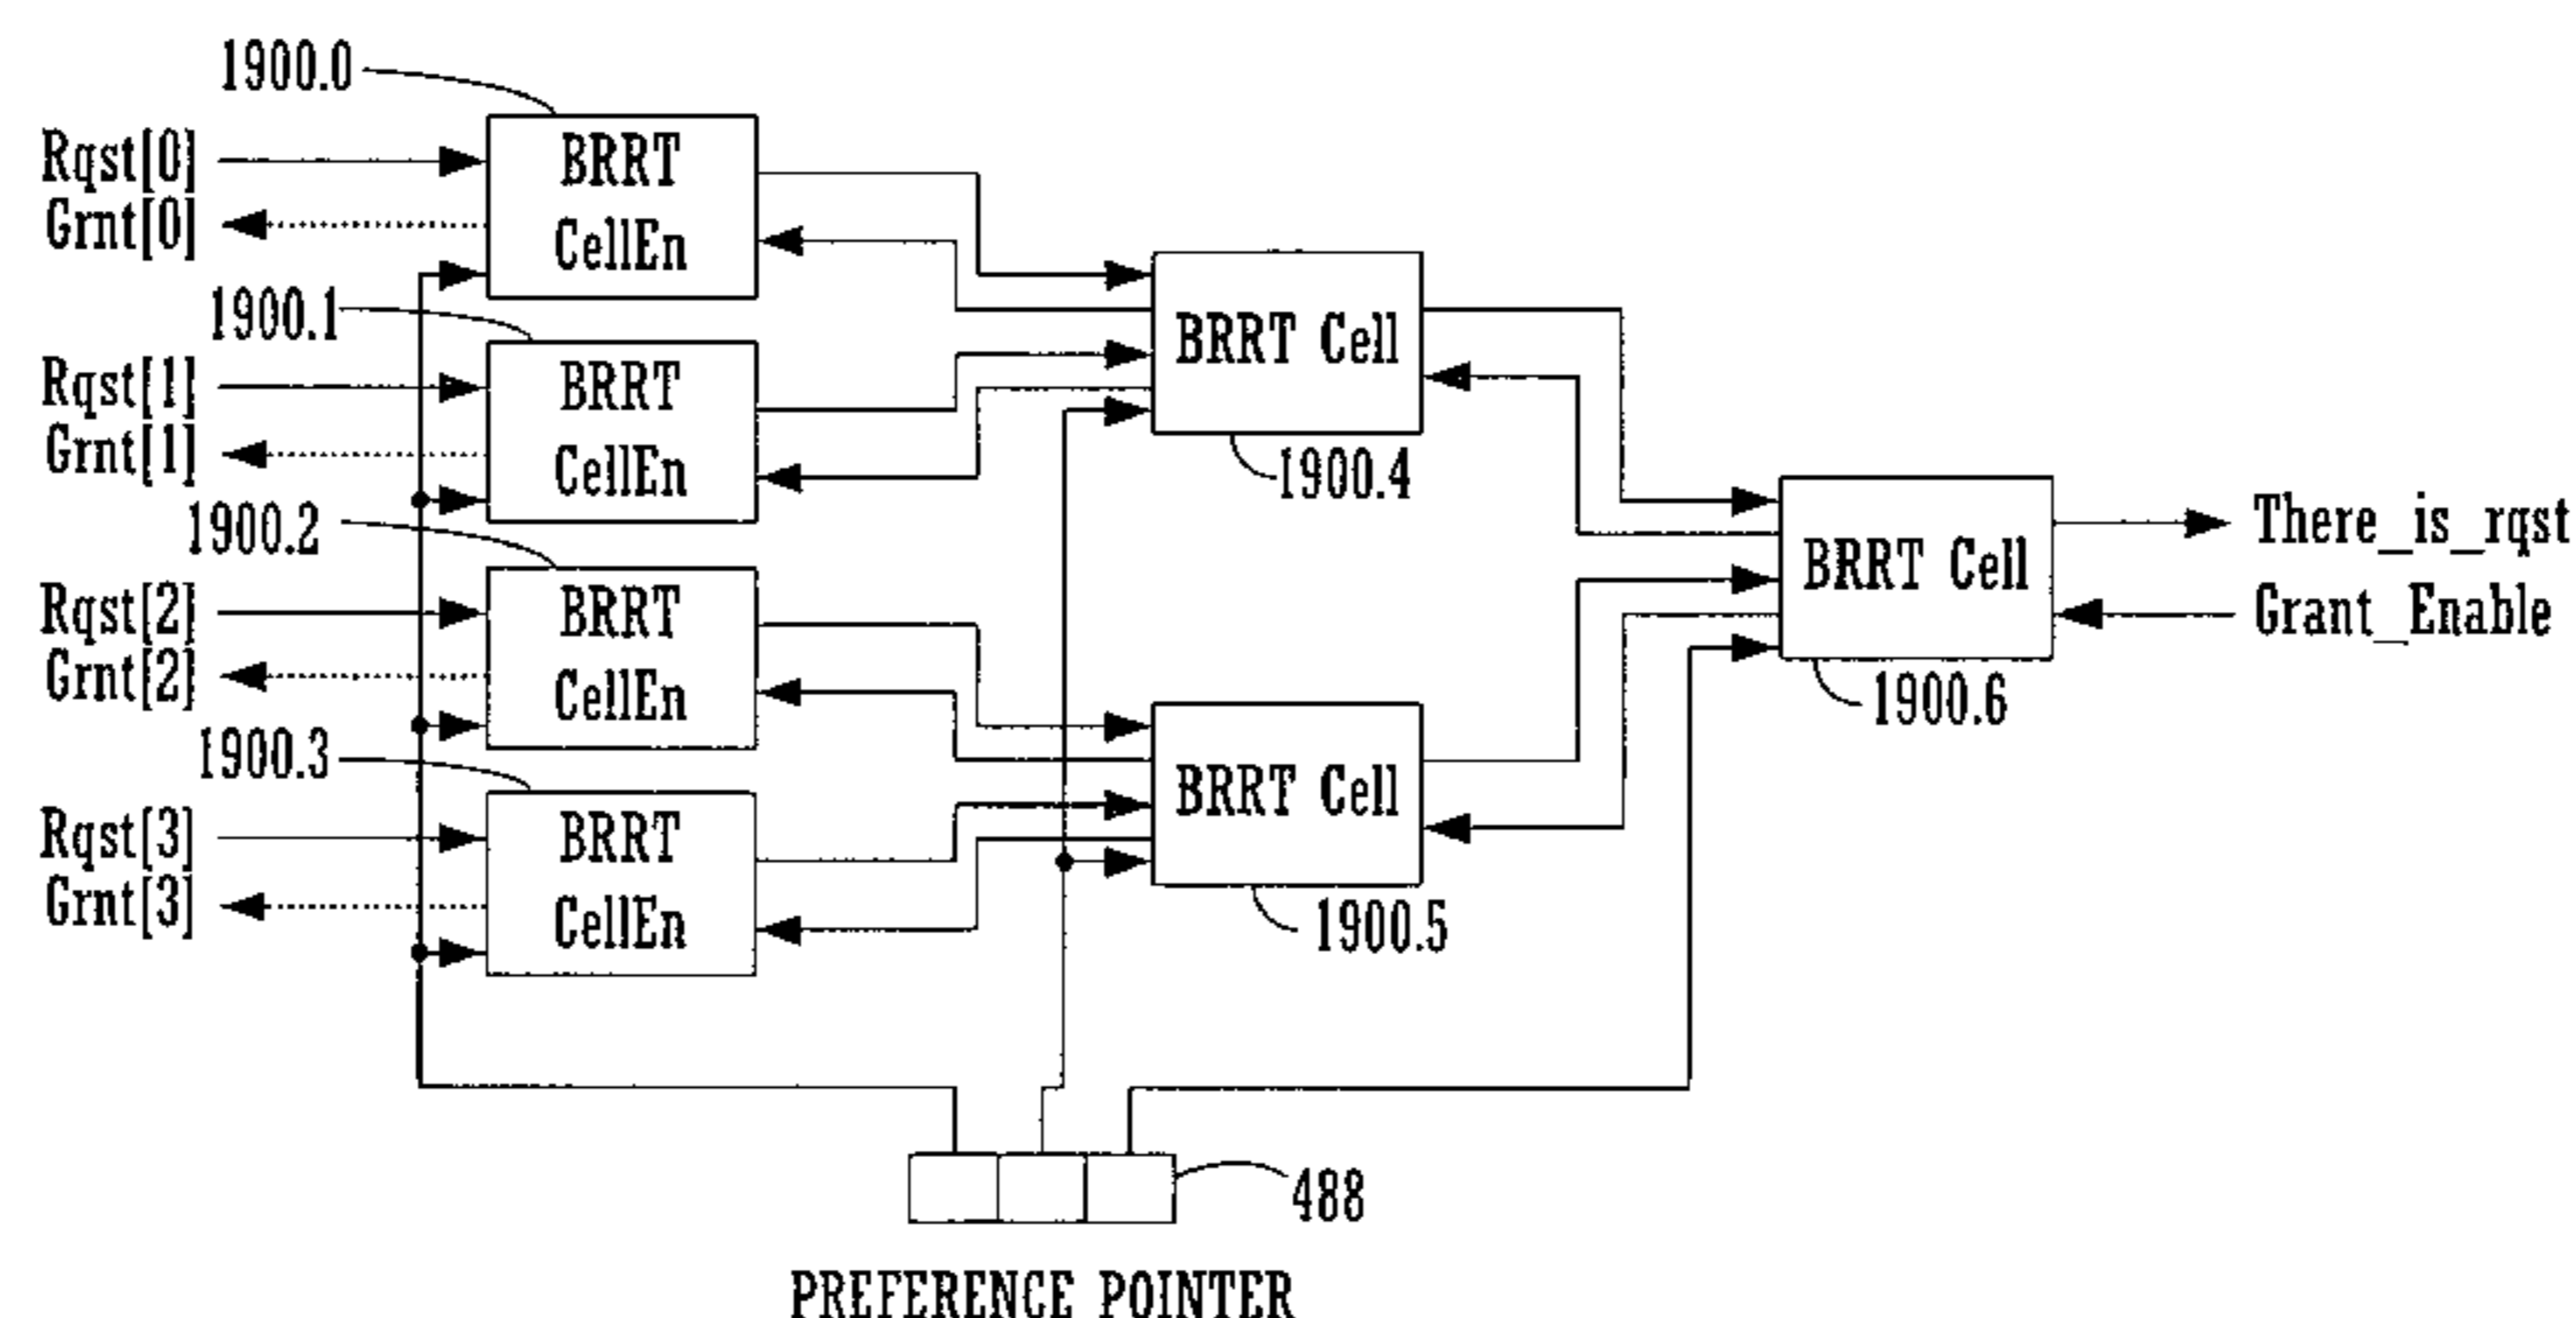 1900.0
Rqst[0]
Grnt[0]
BRRT
CellEn
1900.1
Rqst[1]
Grnt[1]
BRRT
CellEn
1900.2
Rqst[2]
Grnt[2]
BRRT
CellEn
1900.3
Rqst[3]
Grnt[3]
BRRT
CellEn
BRRT Cell
1900.4
BRRT Cell
1900.5
BRRT Cell
1900.6
There_is_rqst
Grant_Enable
488
PREFERENCE POINTER